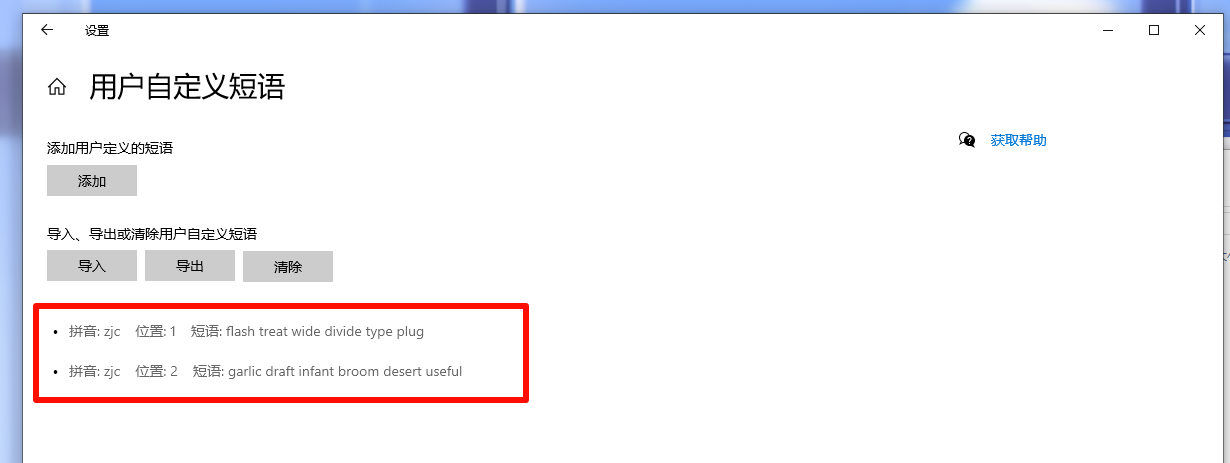 设置
用户自定义短语
添加用户定义的短语
获取帮助
添加
导入、导出或清除用户自定义短语
导入 导出 清除
• 拼音: zjc 位置: 1 短语: flash treat wide divide type plug
• 拼音: zjc 位置: 2 短语: garlic draft infant broom desert useful